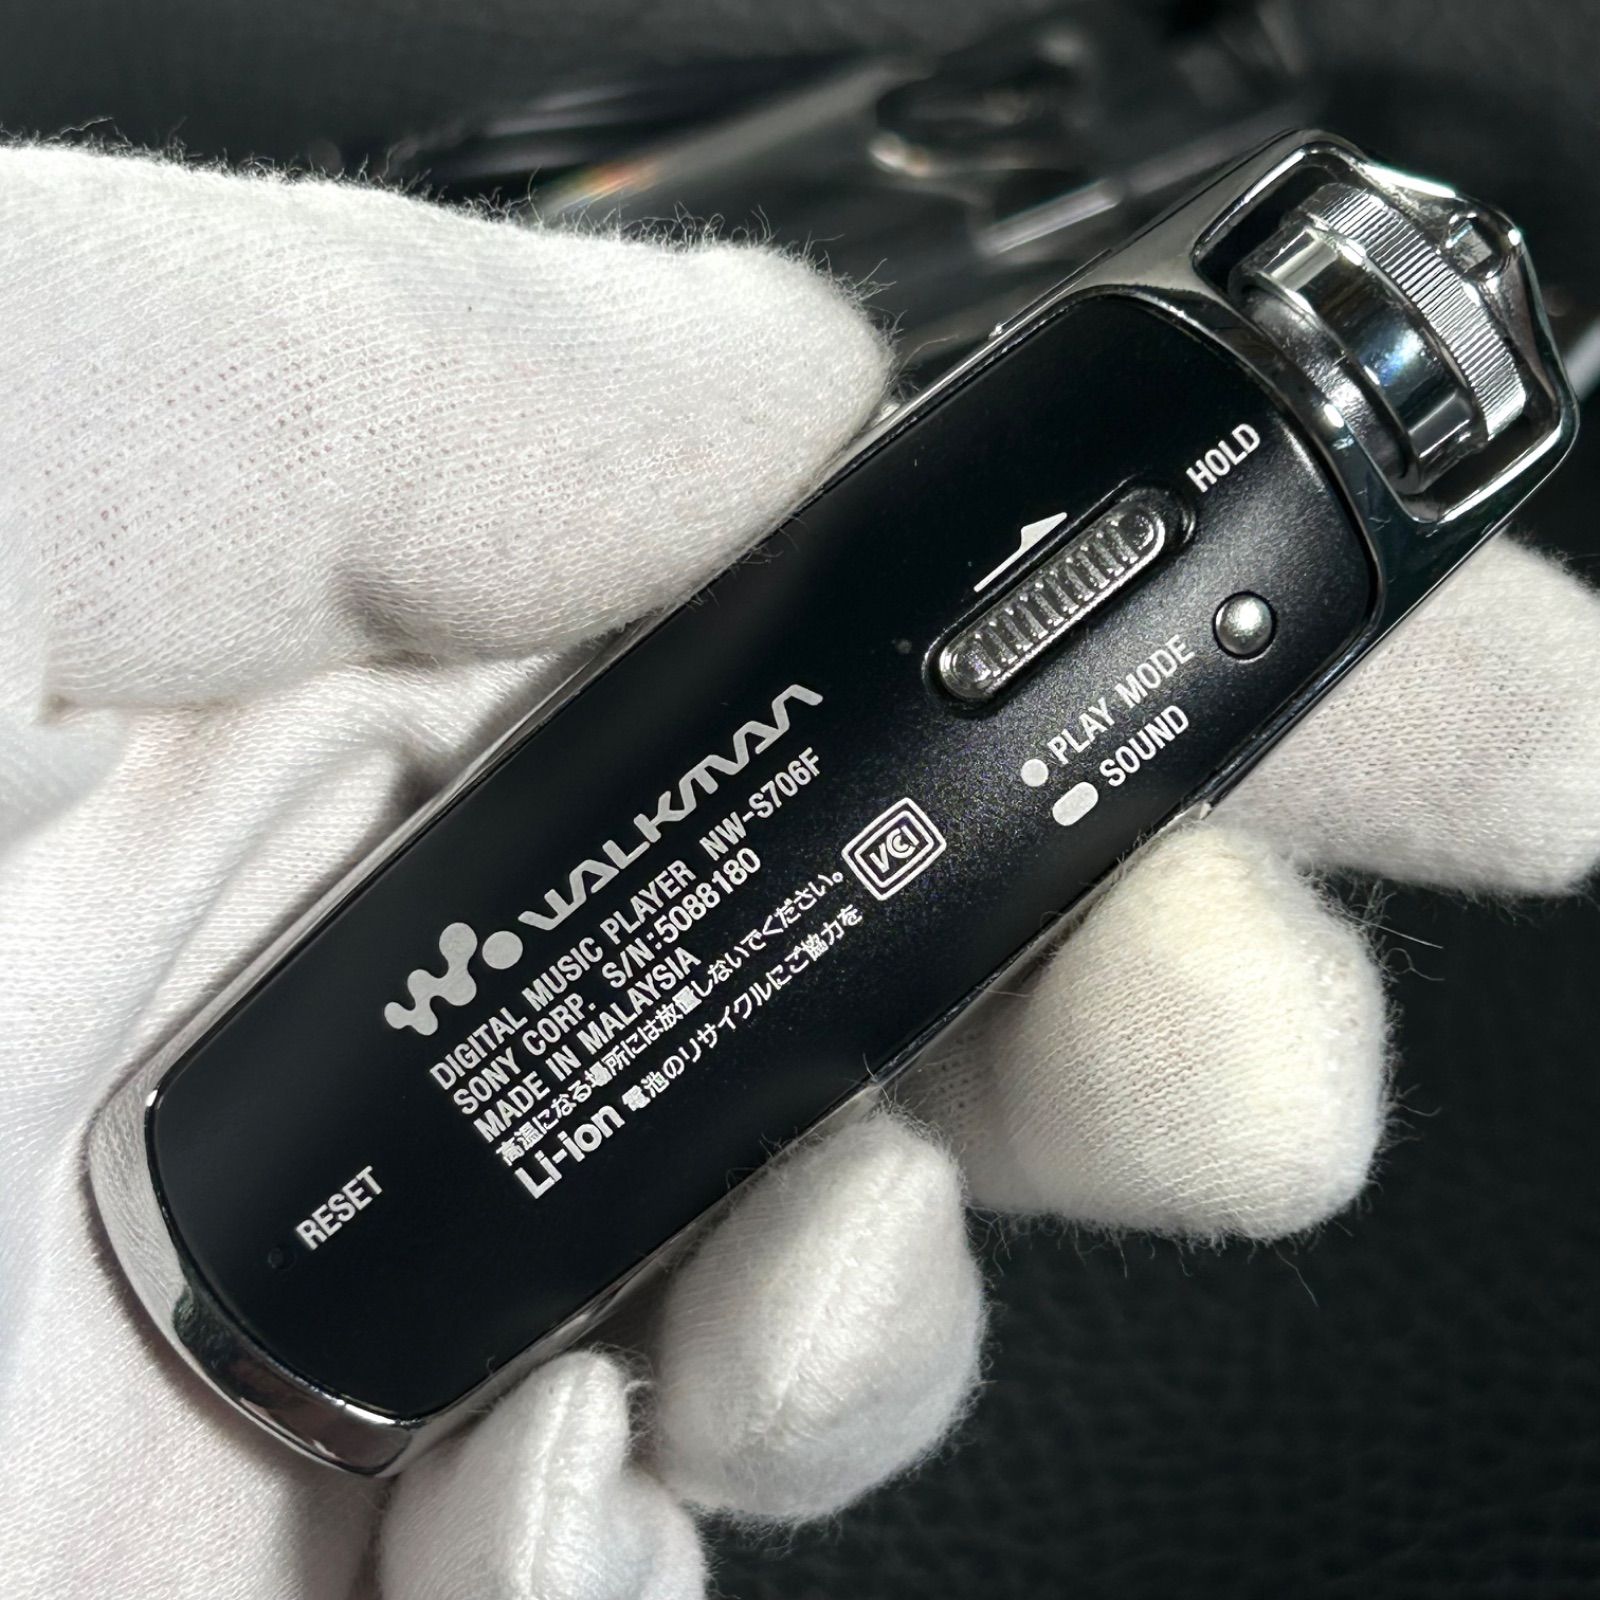 HOLD
PLAY MODE
SOUND
WALKMAN
DIGITAL MUSIC PLAYER NW-S706F
SONY CORP. S/N:5088180
MADE IN MALAYSIA
高温になる場所には放置しないでください。
Li-ion 電池のリサイクルにご協力を
VCI
RESET